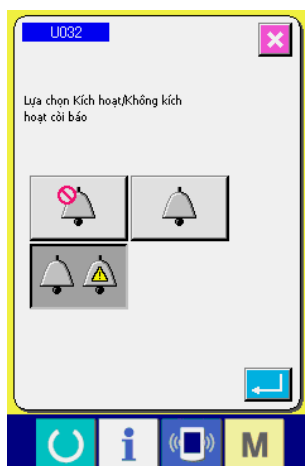 U032
Lựa chọn Kích hoạt/Không kích
hoạt còi báo
i
M